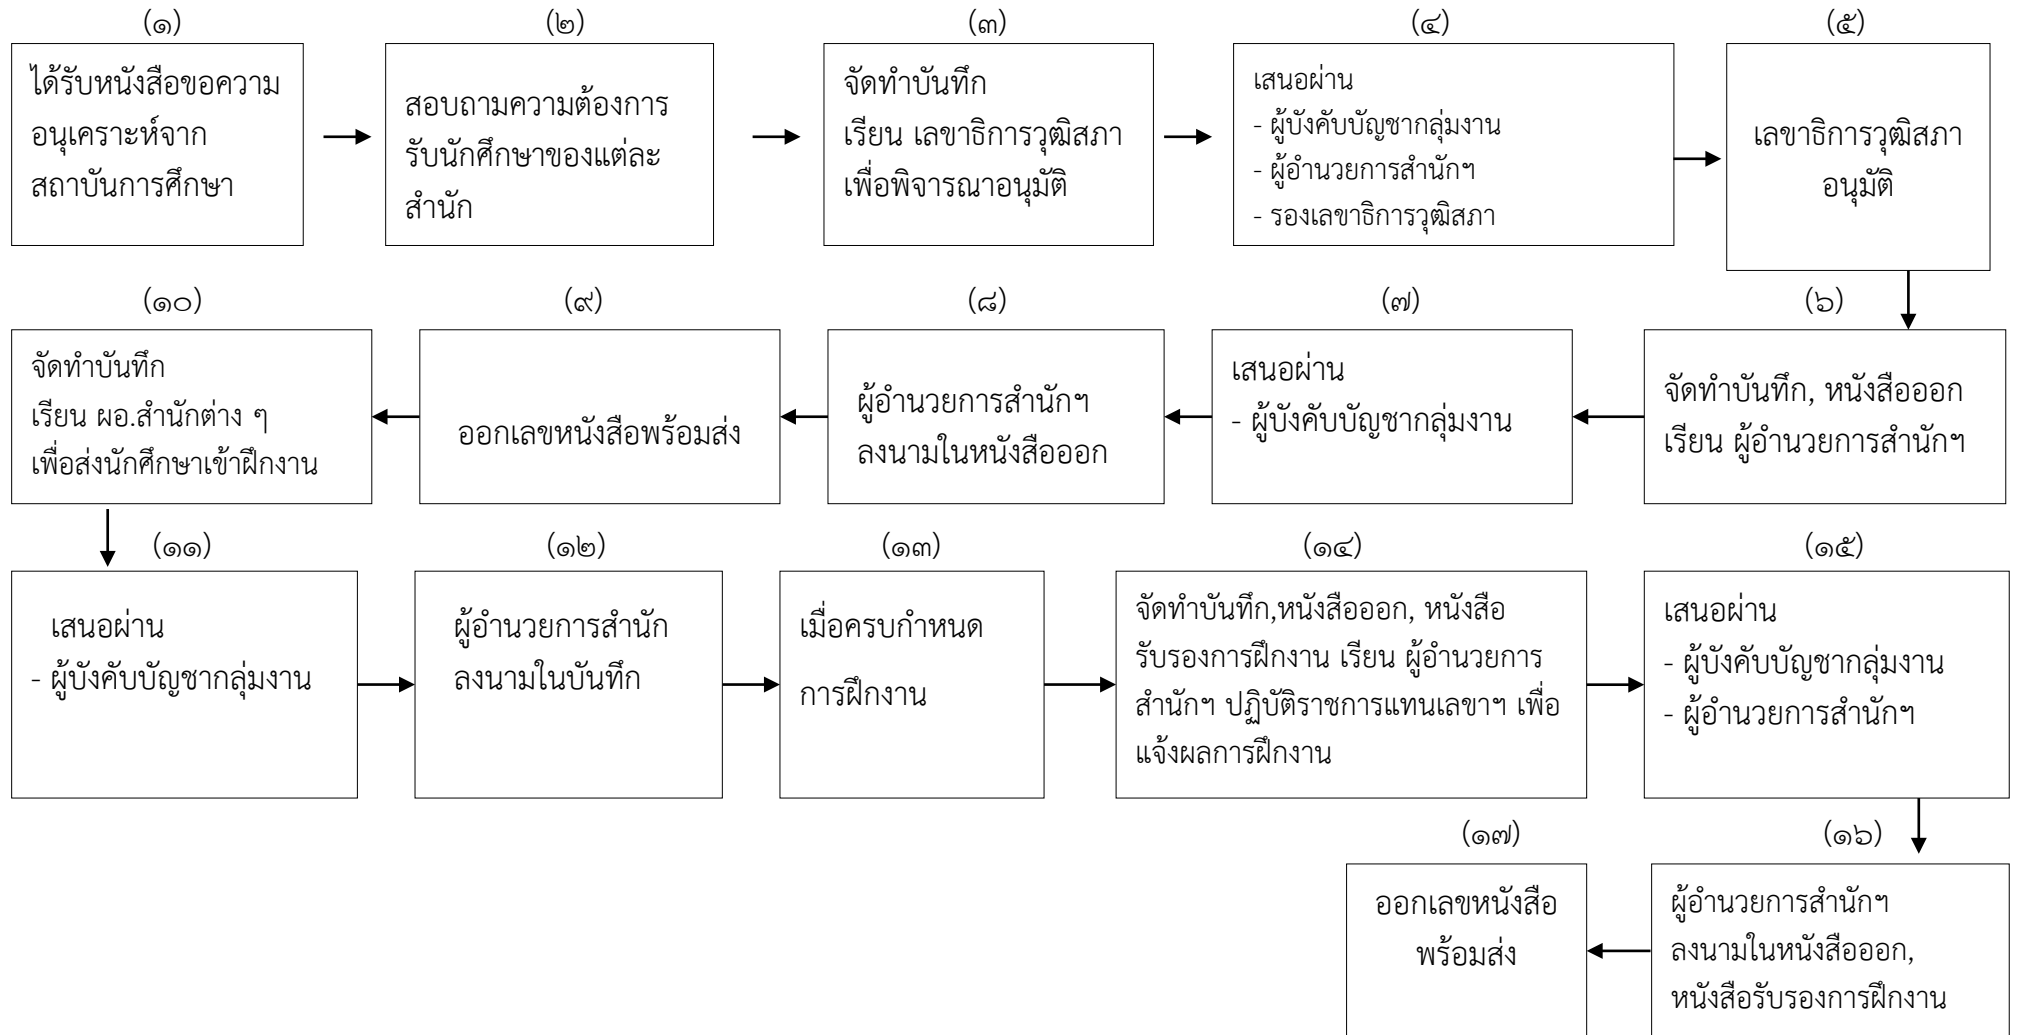 (๑)
ได้รับหนังสือขอความ
อนุเคราะห์จาก
สถาบันการศึกษา
(๒)
สอบถามความต้องการ
รับนักศึกษาของแต่ละ
สำนัก
(๓)
จัดทำบันทึก
เรียน เลขาธิการวุฒิสภา
เพื่อพิจารณาอนุมัติ
(๔)
เสนอผ่าน
- ผู้บังคับบัญชากลุ่มงาน
- ผู้อำนวยการสำนักฯ
- รองเลขาธิการวุฒิสภา
(๕)
เลขาธิการวุฒิสภา
อนุมัติ
(๖)
จัดทำบันทึก, หนังสือออก
เรียน ผู้อำนวยการสำนักฯ
(๗)
เสนอผ่าน
- ผู้บังคับบัญชากลุ่มงาน
(๘)
ผู้อำนวยการสำนักฯ
ลงนามในหนังสือออก
(๙)
ออกเลขหนังสือพร้อมส่ง
(๑๐)
จัดทำบันทึก
เรียน ผอ.สำนักต่าง ๆ
เพื่อส่งนักศึกษาเข้าฝึกงาน
(๑๑)
เสนอผ่าน
- ผู้บังคับบัญชากลุ่มงาน
(๑๒)
ผู้อำนวยการสำนัก
ลงนามในบันทึก
(๑๓)
เมื่อครบกำหนด
การฝึกงาน
(๑๔)
จัดทำบันทึก,หนังสือออก, หนังสือ
รับรองการฝึกงาน เรียน ผู้อำนวยการ
สำนักฯ ปฏิบัติราชการแทนเลขาฯ เพื่อ
แจ้งผลการฝึกงาน
(๑๕)
เสนอผ่าน
- ผู้บังคับบัญชากลุ่มงาน
- ผู้อำนวยการสำนักฯ
(๑๖)
ผู้อำนวยการสำนักฯ
ลงนามในหนังสือออก,
หนังสือรับรองการฝึกงาน
(๑๗)
ออกเลขหนังสือ
พร้อมส่ง